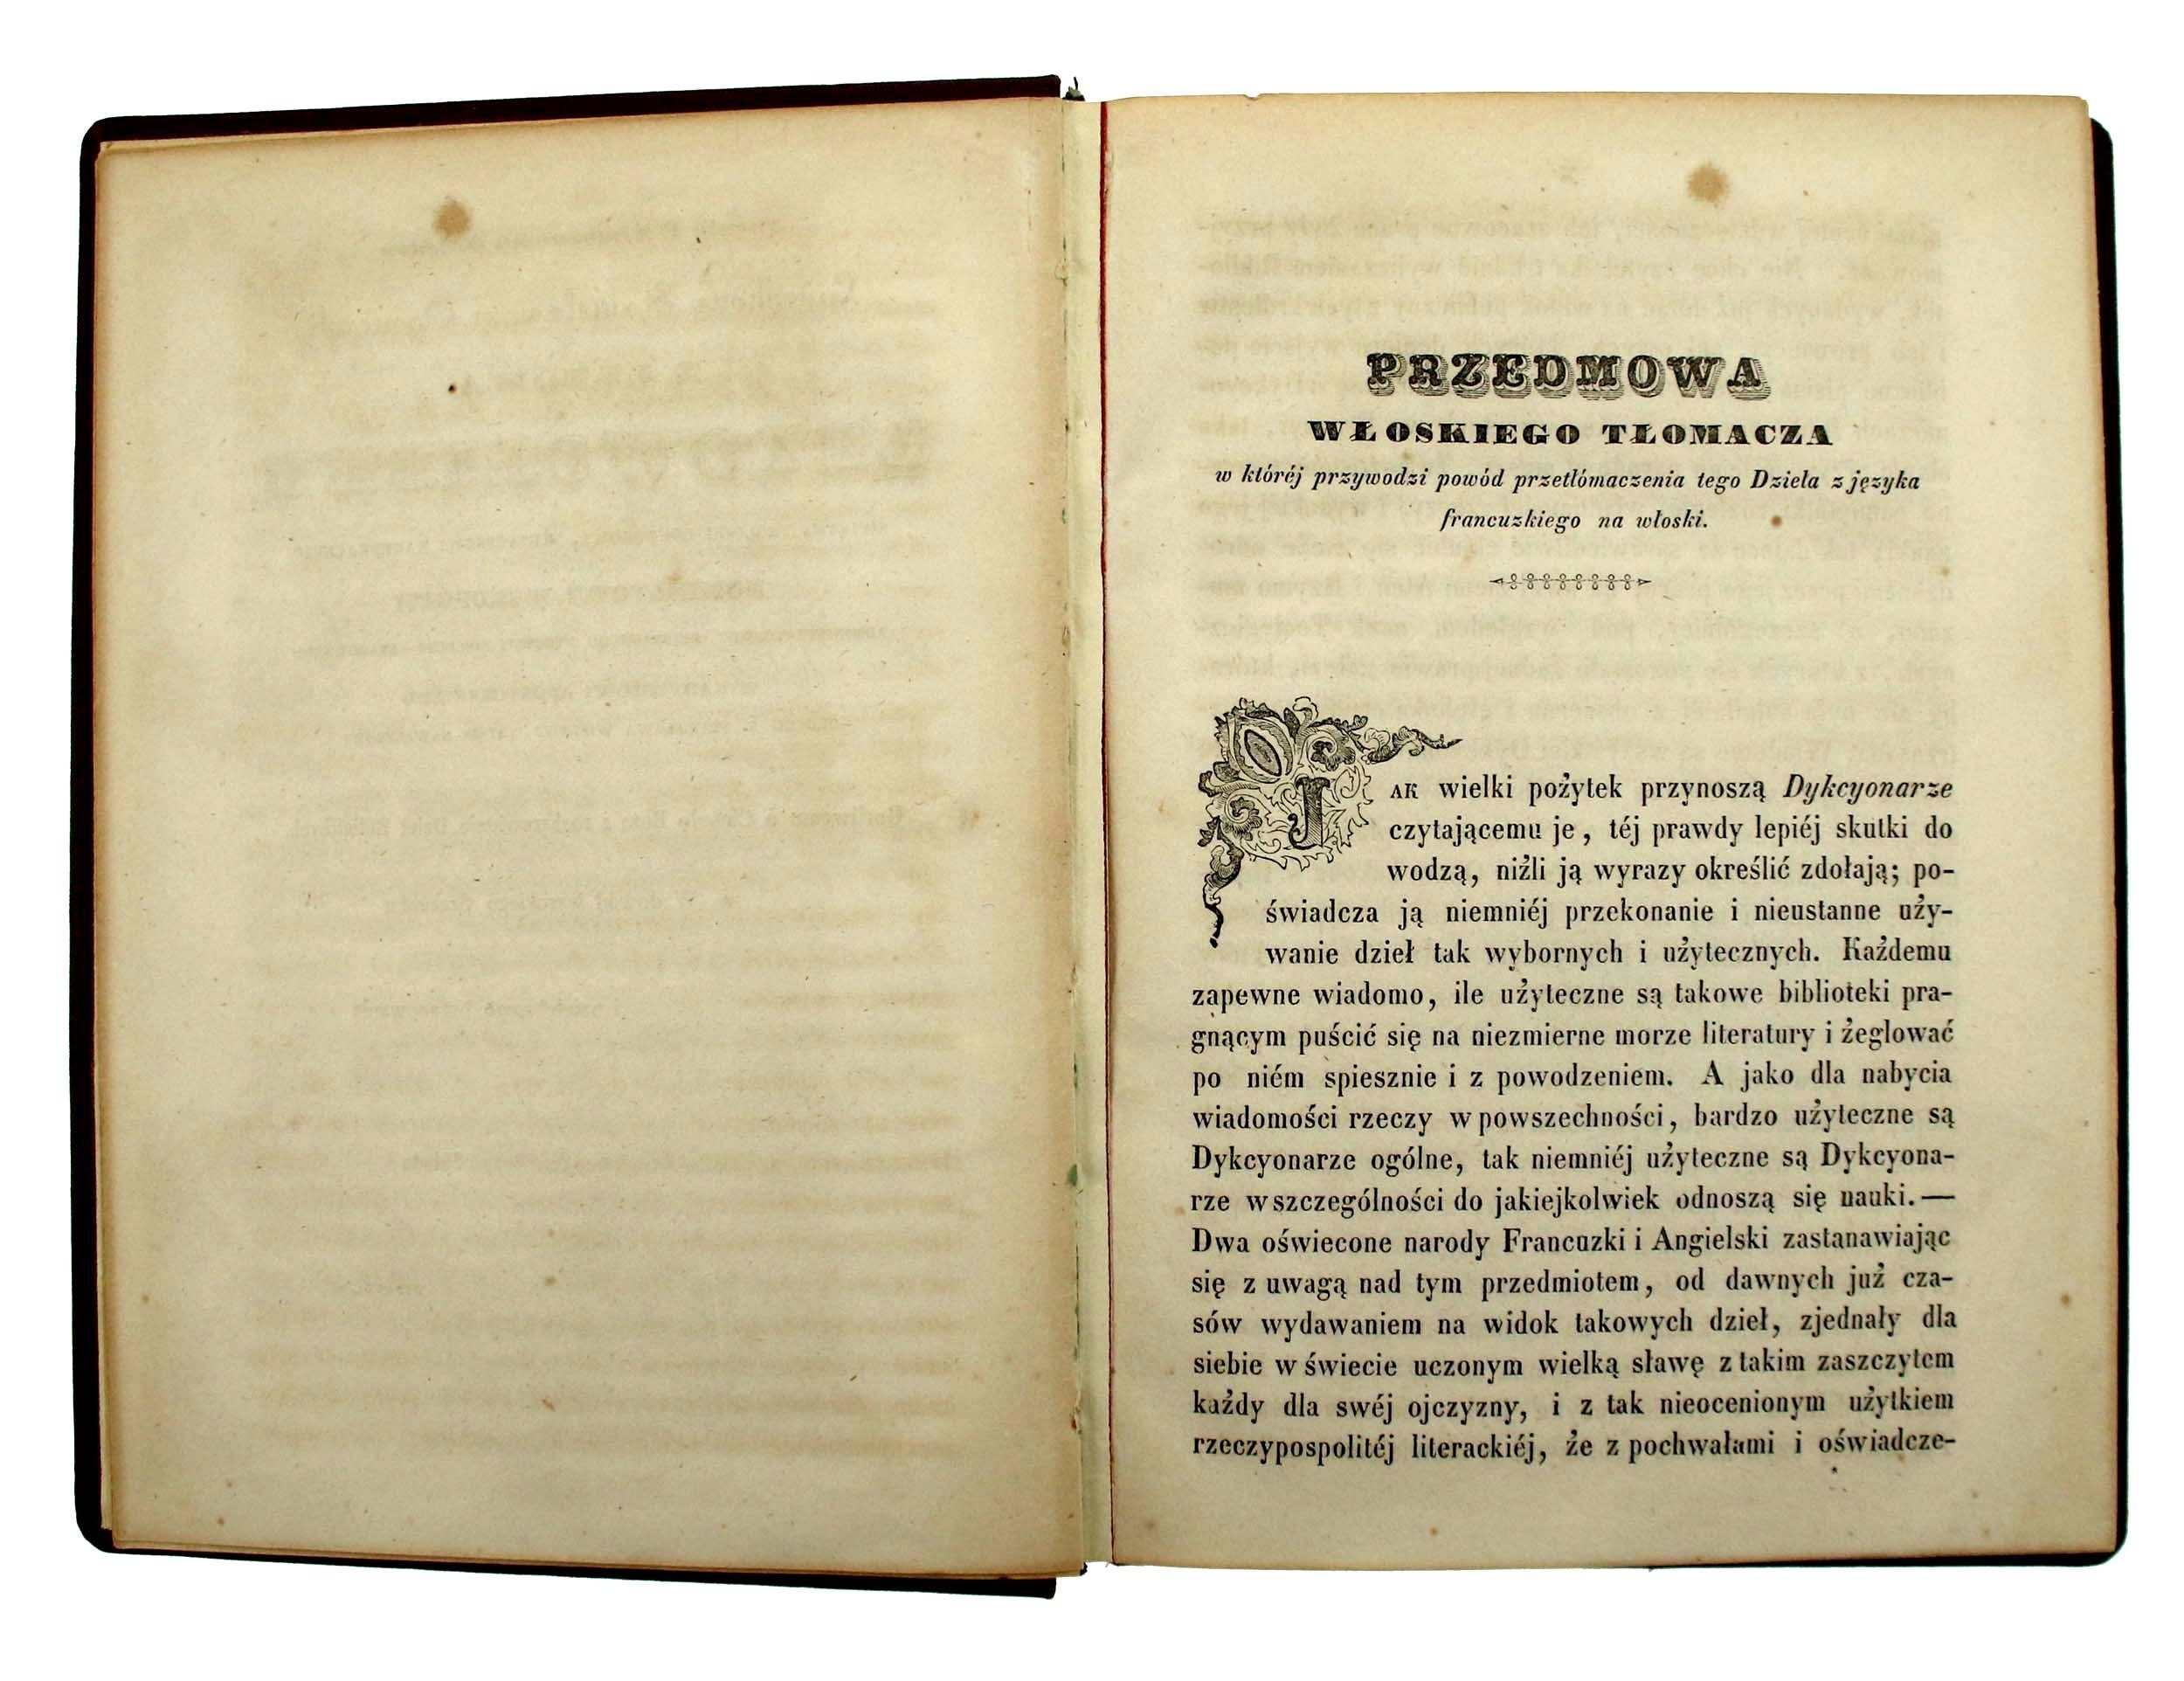 PRZEDMOWA
WŁOSKIEGO TŁOMACZA
w któréj przywodzi powód przetłómaczenia tego Dzieła z języka
francuzkiego na włoski.
JAK wielki pożytek przynoszą Dykcyonarze
czytającemu je, téj prawdy lepiéj skutki do
wodzą, niźli ją wyrazy określić zdołają; po-
świadcza ją niemniéj przekonanie i nieustanne uży-
wanie dzieł tak wybornych i użytecznych. Każdemu
zapewne wiadomo, ile użyteczne są takowe biblioteki pra-
gnącym puścić się na niezmierne morze literatury i żeglować
po niém spiesznie i z powodzeniem. A jako dla nabycia
wiadomości rzeczy w powszechności, bardzo użyteczne są
Dykcyonarze ogólne, tak niemniéj użyteczne są Dykcyona-
rze w szczególności do jakiejkolwiek odnoszą się nauki. —
Dwa oświecone narody Francuzki i Angielski zastanawiając
się z uwagą nad tym przedmiotem, od dawnych już cza-
sów wydawaniem na widok takowych dzieł, zjednały dla
siebie w świecie uczonym wielką sławę z takim zaszczytem
każdy dla swéj ojczyzny, i z tak nieocenionym użytkiem
rzeczypospolitéj literackiéj, że z pochwałami i oświadcze-